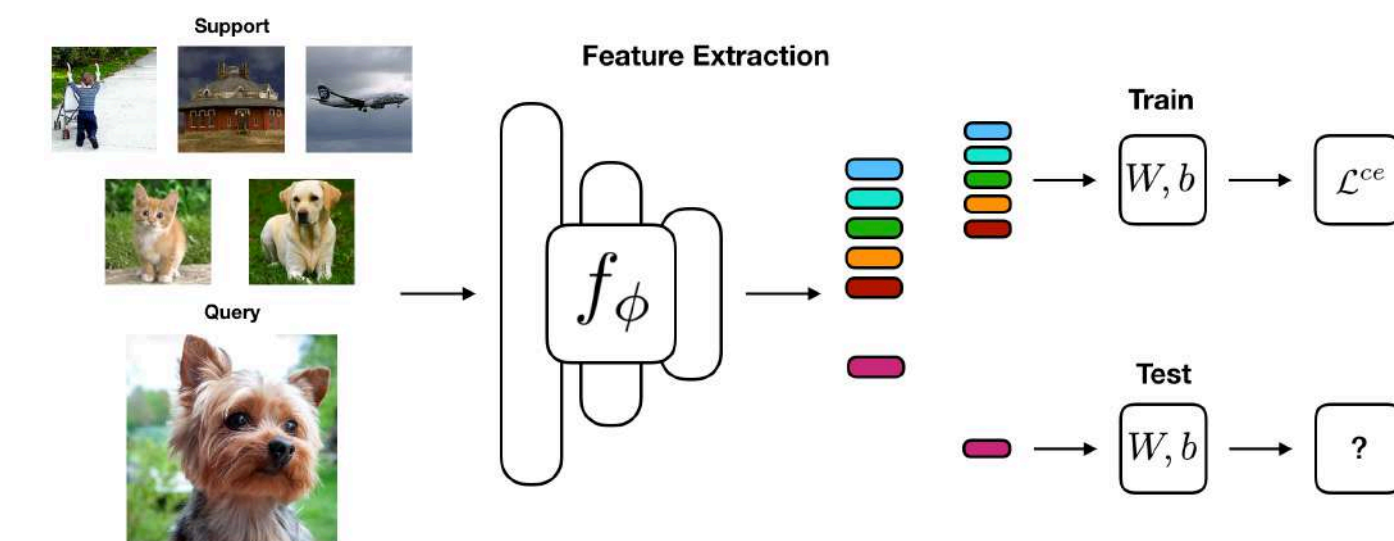 Support
Feature Extraction
Train
W, b
𝓛^{ce}
f_ϕ
Query
Test
W, b
?